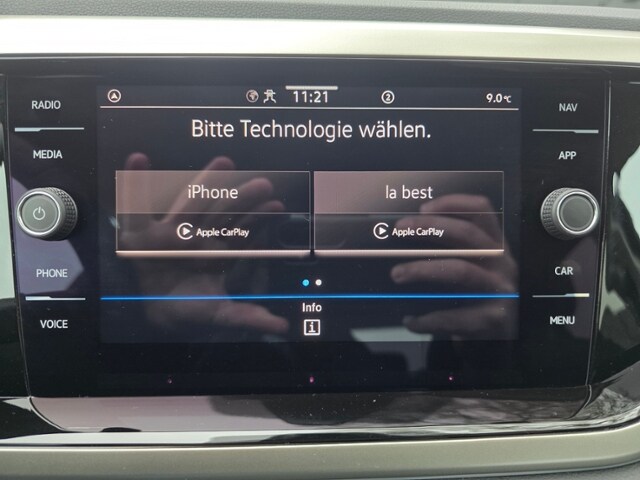 RADIO
MEDIA
PHONE
VOICE
11:21
2
9.0°C
Bitte Technologie wählen.
iPhone
Apple CarPlay
la best
Apple CarPlay
Info
i
NAV
APP
CAR
MENU